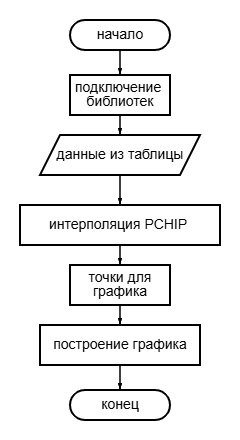 начало
подключение
библиотек
данные из таблицы
интерполяция PCHIP
точки для
графика
построение графика
конец